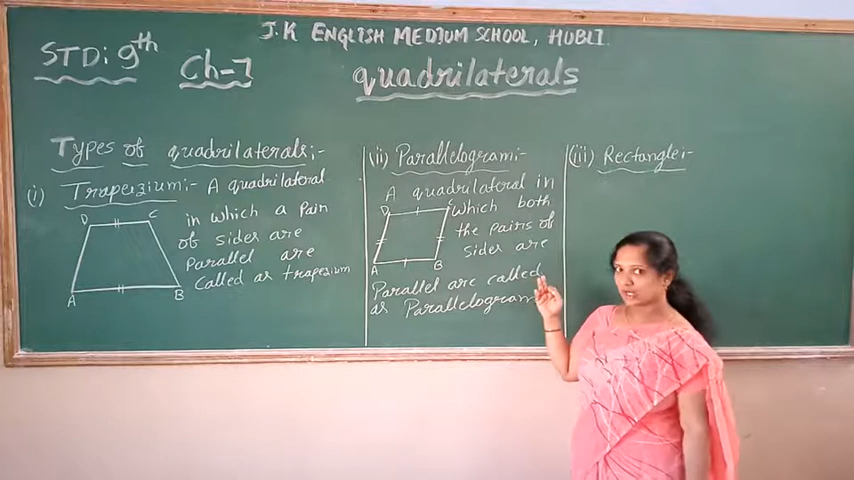 J.K ENGLISH MEDIUM SCHOOL, HUBLI.
STD: 9th
Ch-7
quadrilaterals
Types of quadrilaterals:-
(i) Trapezium:- A quadrilateral
in which a pair
of sides are
Parallel are
called as trapezium
D C
A B
(ii) Parallelogram:-
A quadrilateral in
which both
the pairs of
sides are
Parallel are called
as Parallelogram
D C
A B
(iii) Rectangle:-